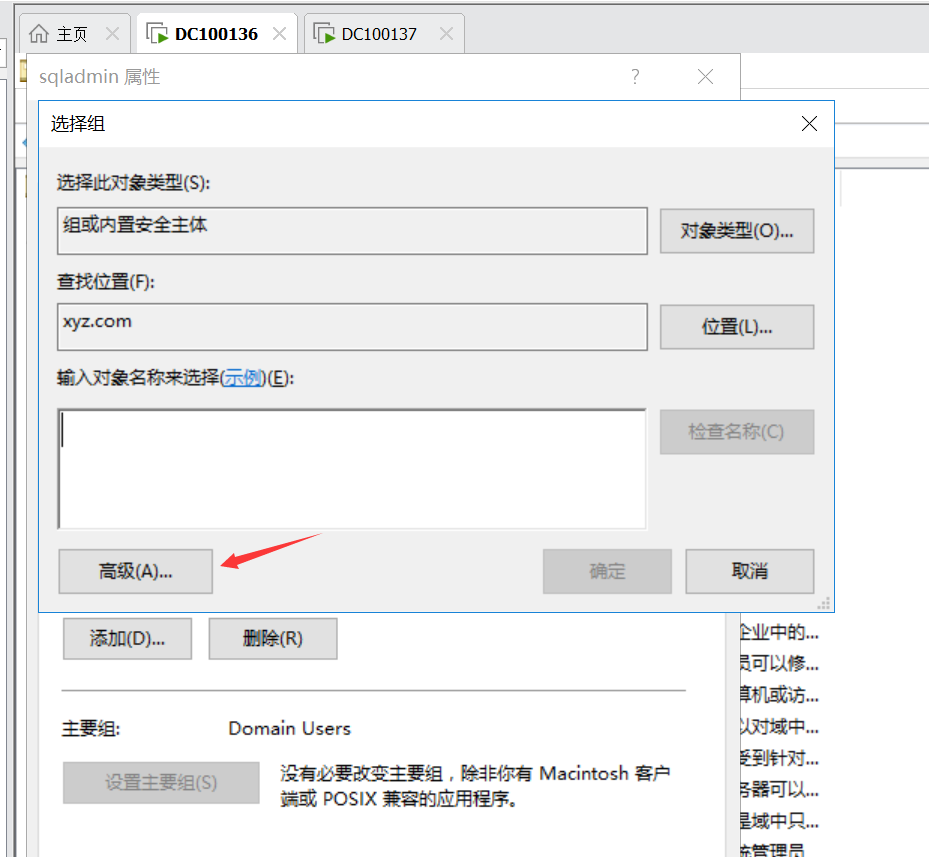 主页
DC100136
DC100137
sqladmin 属性
?
选择组
选择此对象类型(S):
组或内置安全主体
对象类型(O)...
查找位置(F):
xyz.com
位置(L)...
输入对象名称来选择(示例)(E):
检查名称(C)
高级(A)...
确定
取消
添加(D)...
删除(R)
企业中的...
员可以修...
算机或访...
以对域中...
受到针对...
务器可以...
是域中只...
统管理员
主要组:
Domain Users
设置主要组(S)
没有必要改变主要组，除非你有 Macintosh 客户
端或 POSIX 兼容的应用程序。